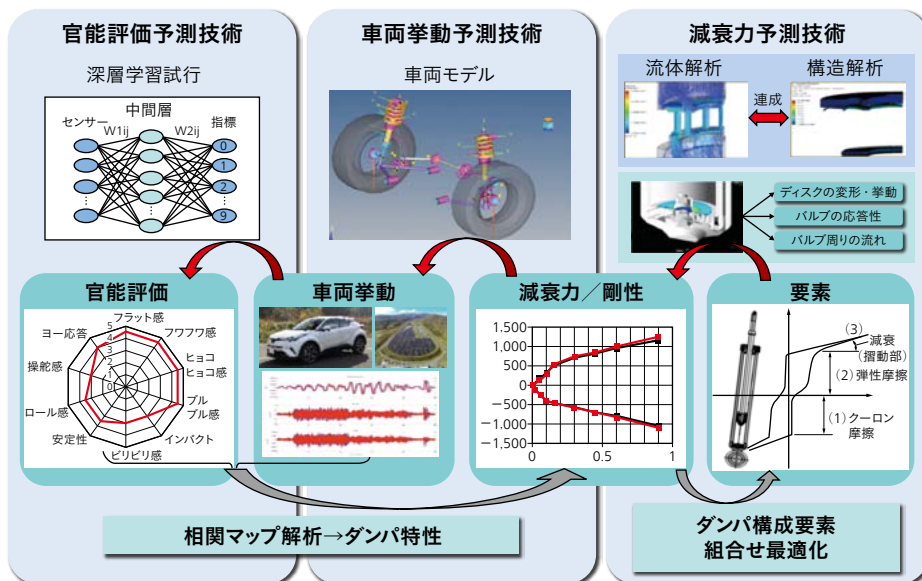 官能評価予測技術
深層学習試行
中間層
センサー
W1ij
W2ij
指標
0
1
2
9
車両挙動予測技術
車両モデル
減衰力予測技術
流体解析
構造解析
連成
ディスクの変形・挙動
バルブの応答性
バルブ周りの流れ
官能評価
フラット感
フワフワ感
ヒョコ
ヒョコ感
ブル
ブル感
インパクト
ビリビリ感
安定性
ロール感
操舵感
ヨー応答
5
4
3
2
1
0
車両挙動
減衰力/剛性
1,500
1,000
500
0
−500
−1,000
−1,500
0
0.5
1
要素
(3)
減衰
(摺動部)
(2)弾性摩擦
(1)クーロン
摩擦
相関マップ解析→ダンパ特性
ダンパ構成要素
組合せ最適化